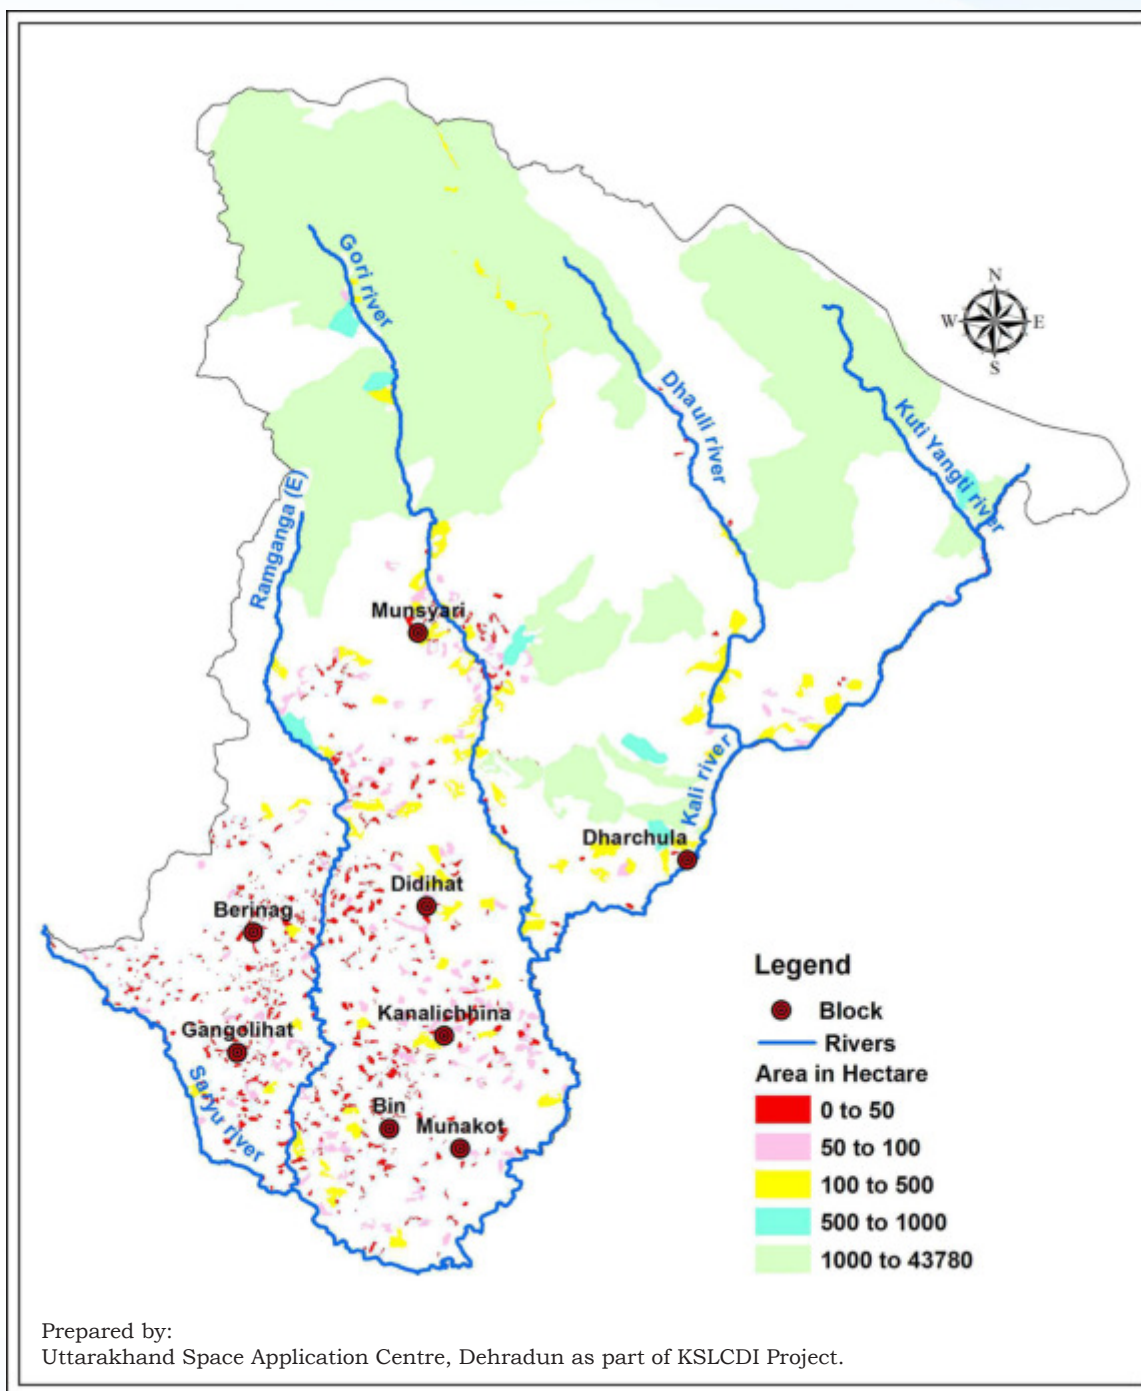 N
W E
S
Gori river
Dhauli river
Kuti Yangti river
Ramganga (E)
Munsyari
Kali river
Dharchula
Didihat
Berinag
Kanalichhina
Gangolihat
Saryu river
Bin
Munakot
Legend
Block
Rivers
Area in Hectare
0 to 50
50 to 100
100 to 500
500 to 1000
1000 to 43780
Prepared by:
Uttarakhand Space Application Centre, Dehradun as part of KSLCDI Project.